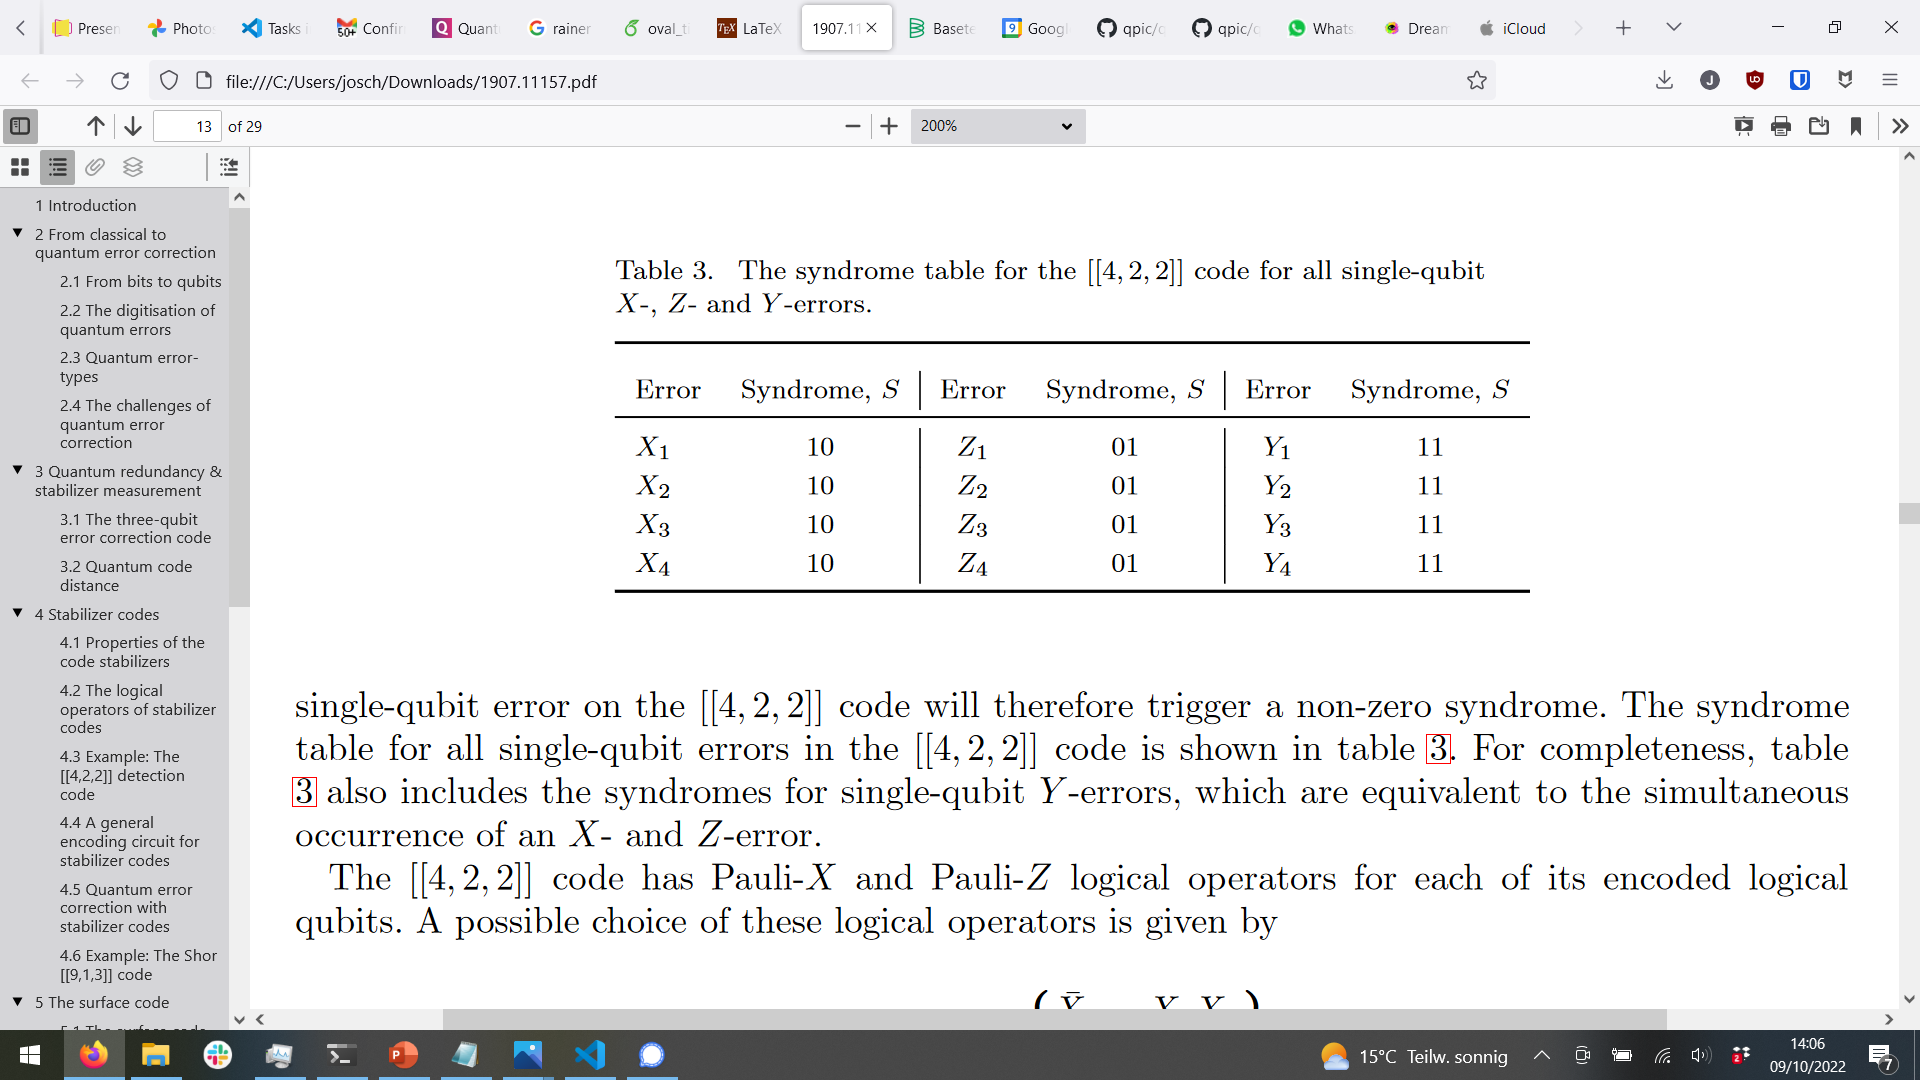 Presen
Photo:
Tasks i
50+
Confir
Quant
rainer
oval_ti
TEX
LaTeX
1907.11
Basete
9
Goog
qpic/c
qpic/c
Whats
Dream
iCloud
file:///C:/Users/josch/Downloads/1907.11157.pdf
J
13 of 29
200%
1 Introduction
2 From classical to
quantum error correction
2.1 From bits to qubits
2.2 The digitisation of
quantum errors
2.3 Quantum error-
types
2.4 The challenges of
quantum error
correction
3 Quantum redundancy &
stabilizer measurement
3.1 The three-qubit
error correction code
3.2 Quantum code
distance
4 Stabilizer codes
4.1 Properties of the
code stabilizers
4.2 The logical
operators of stabilizer
codes
4.3 Example: The
[[4,2,2]] detection
code
4.4 A general
encoding circuit for
stabilizer codes
4.5 Quantum error
correction with
stabilizer codes
4.6 Example: The Shor
[[9,1,3]] code
5 The surface code
5.1 The surface code
Table 3. The syndrome table for the [[4, 2, 2]] code for all single-qubit
X-, Z- and Y-errors.
Error Syndrome, S Error Syndrome, S Error Syndrome, S
X1 10 Z1 01 Y1 11
X2 10 Z2 01 Y2 11
X3 10 Z3 01 Y3 11
X4 10 Z4 01 Y4 11
single-qubit error on the [[4, 2, 2]] code will therefore trigger a non-zero syndrome. The syndrome
table for all single-qubit errors in the [[4, 2, 2]] code is shown in table 3. For completeness, table
3 also includes the syndromes for single-qubit Y-errors, which are equivalent to the simultaneous
occurrence of an X- and Z-error.
The [[4, 2, 2]] code has Pauli-X and Pauli-Z logical operators for each of its encoded logical
qubits. A possible choice of these logical operators is given by
15°C Teilw. sonnig
2
14:06
09/10/2022
7